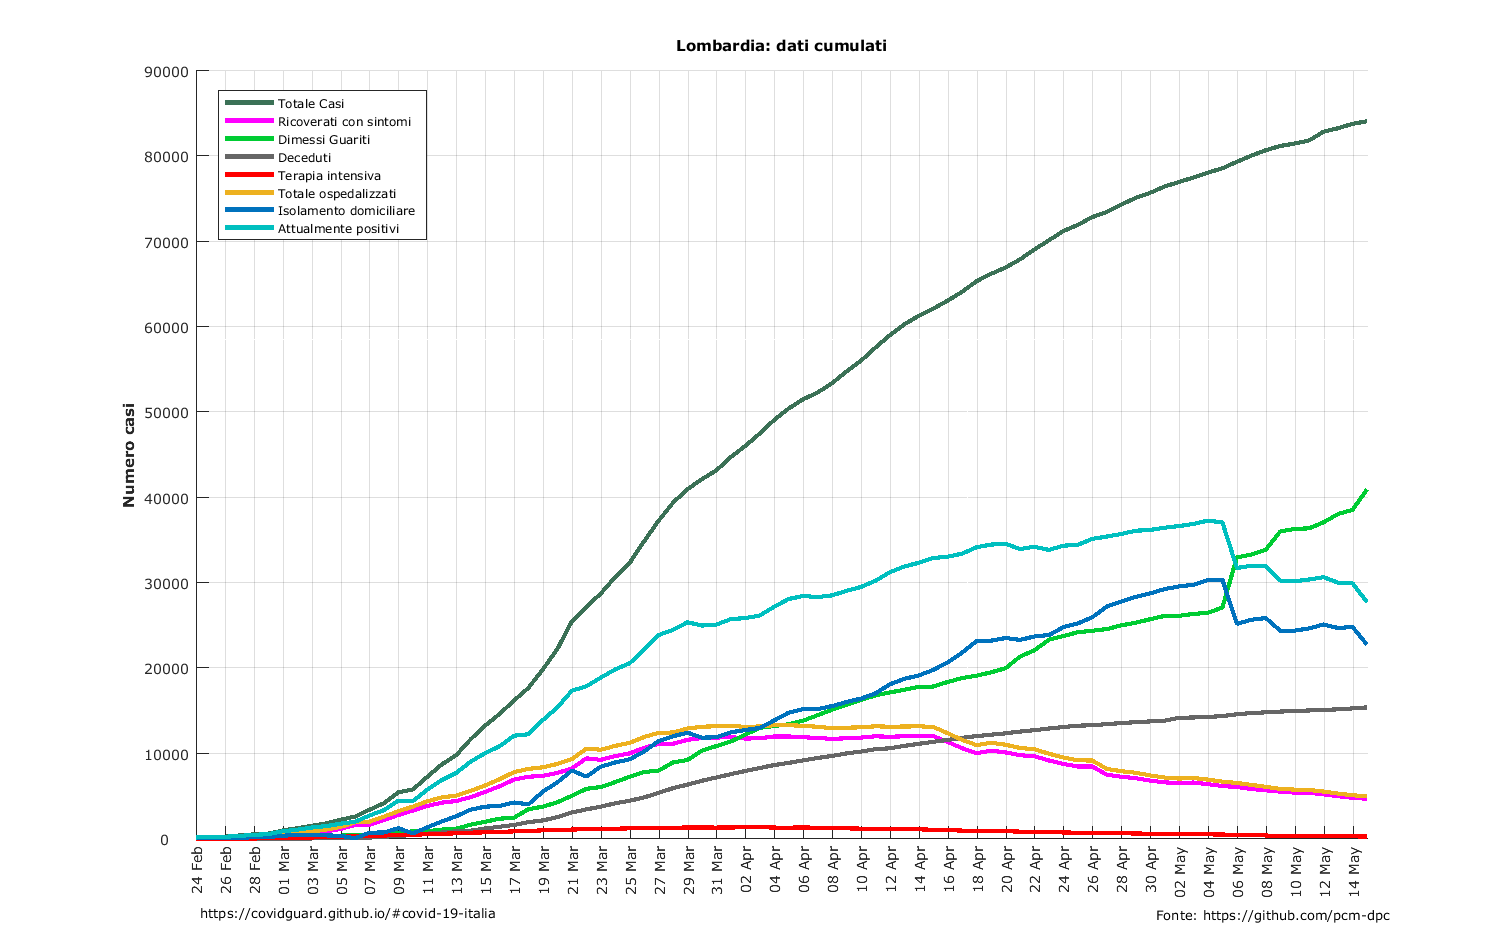 Lombardia: dati cumulati
Numero casi
90000
80000
70000
60000
50000
40000
30000
20000
10000
0
Totale Casi
Ricoverati con sintomi
Dimessi Guariti
Deceduti
Terapia intensiva
Totale ospedalizzati
Isolamento domiciliare
Attualmente positivi
24 Feb
26 Feb
28 Feb
01 Mar
03 Mar
05 Mar
07 Mar
09 Mar
11 Mar
13 Mar
15 Mar
17 Mar
19 Mar
21 Mar
23 Mar
25 Mar
27 Mar
29 Mar
31 Mar
02 Apr
04 Apr
06 Apr
08 Apr
10 Apr
12 Apr
14 Apr
16 Apr
18 Apr
20 Apr
22 Apr
24 Apr
26 Apr
28 Apr
30 Apr
02 May
04 May
06 May
08 May
10 May
12 May
14 May
https://covidguard.github.io/#covid-19-italia
Fonte: https://github.com/pcm-dpc